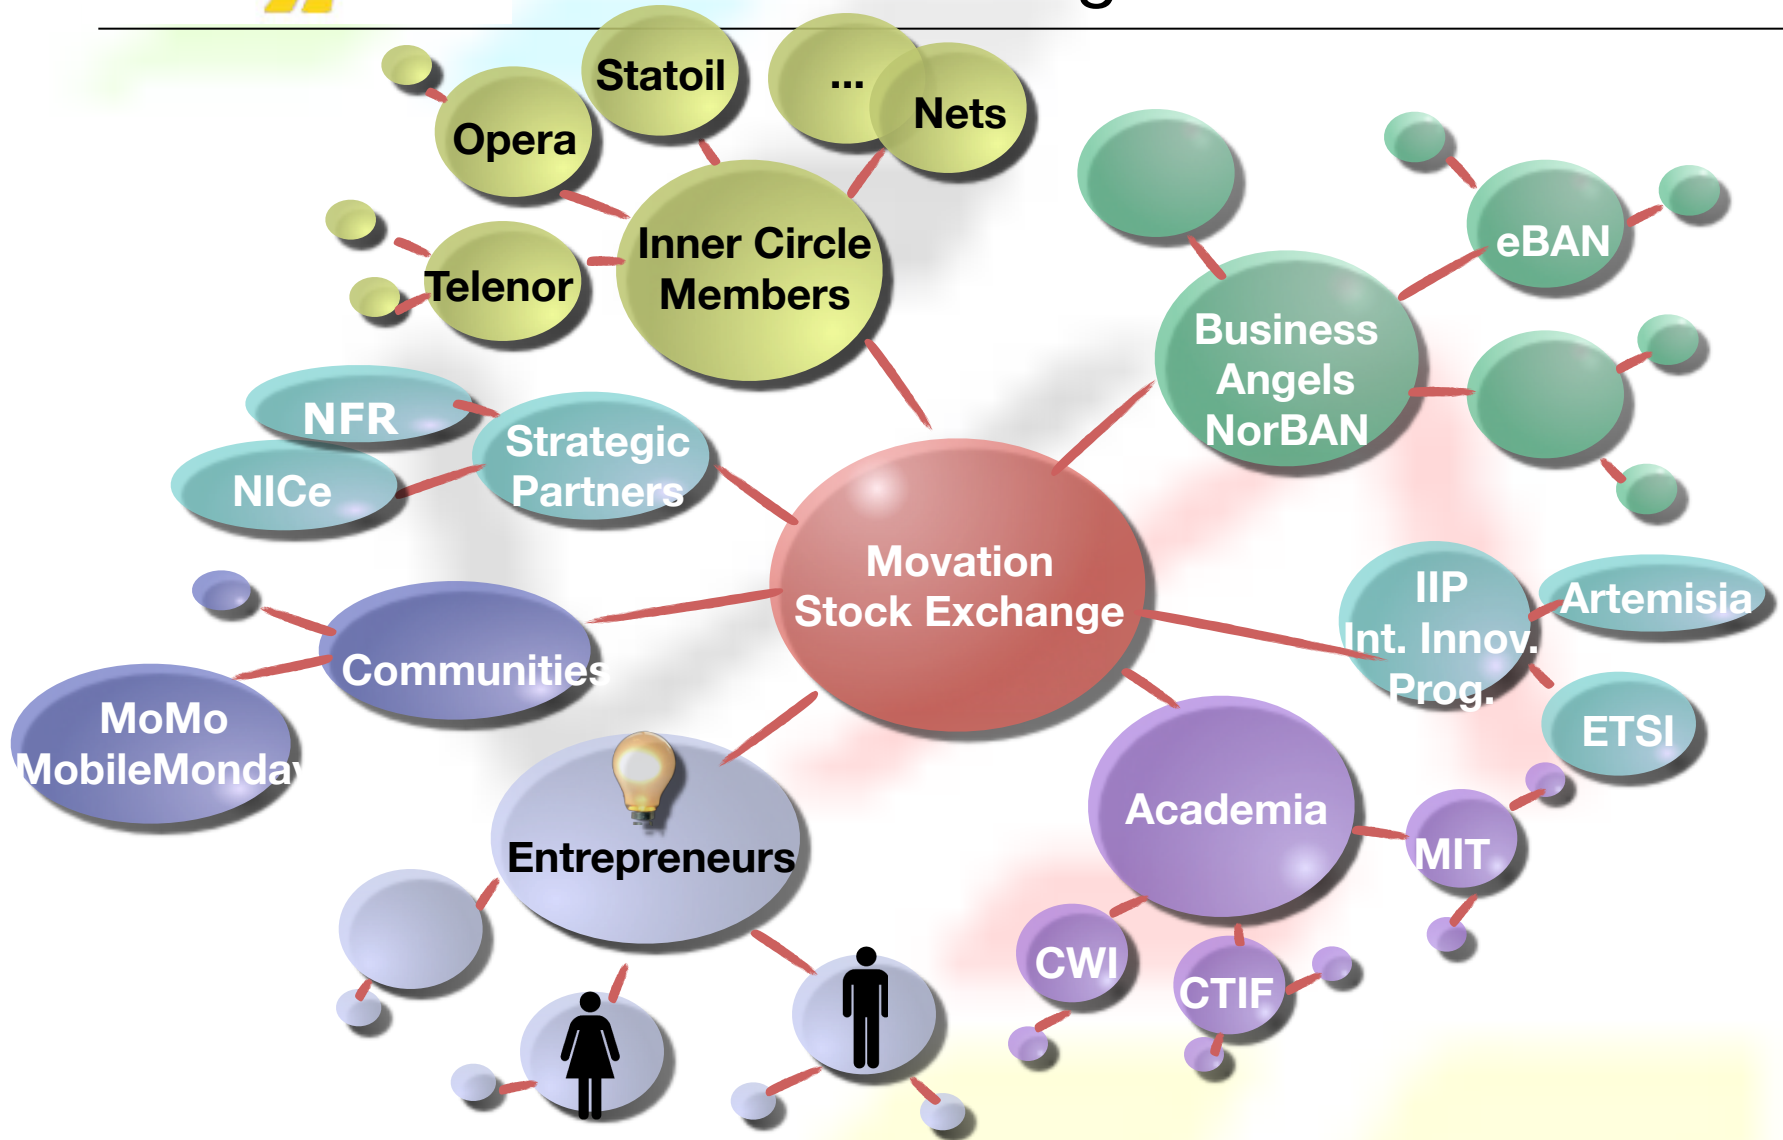 Statoil
...
Nets
Opera
Inner Circle
Members
Telenor
eBAN
Business
Angels
NorBAN
NFR
Strategic
Partners
NICe
Movation
Stock Exchange
IIP
Int. Innov.
Prog.
Artemisia
ETSI
Communities
MoMo
MobileMonday
Entrepreneurs
Academia
MIT
CWI
CTIF